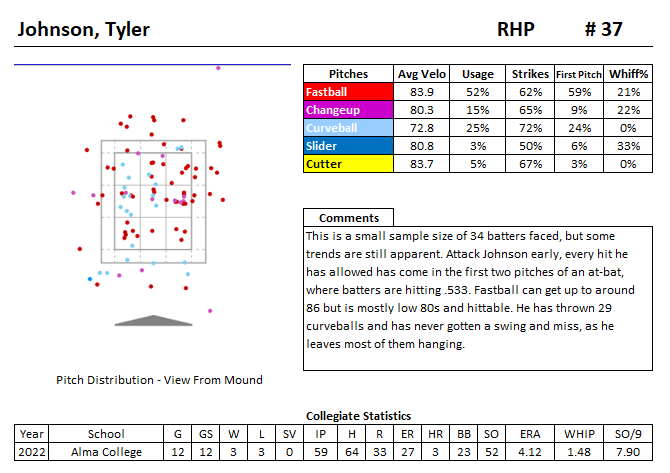 Johnson, Tyler RHP # 37
Pitches Avg Velo Usage Strikes First Pitch Whiff%
Fastball 83.9 52% 62% 59% 21%
Changeup 80.3 15% 65% 9% 22%
Curveball 72.8 25% 72% 24% 0%
Slider 80.8 3% 50% 6% 33%
Cutter 83.7 5% 67% 3% 0%
Comments
This is a small sample size of 34 batters faced, but some
trends are still apparent. Attack Johnson early, every hit he
has allowed has come in the first two pitches of an at-bat,
where batters are hitting .533. Fastball can get up to around
86 but is mostly low 80s and hittable. He has thrown 29
curveballs and has never gotten a swing and miss, as he
leaves most of them hanging.
Pitch Distribution - View From Mound
Collegiate Statistics
Year School G GS W L SV IP H R ER HR BB SO ERA WHIP SO/9
2022 Alma College 12 12 3 3 0 59 64 33 27 3 23 52 4.12 1.48 7.90